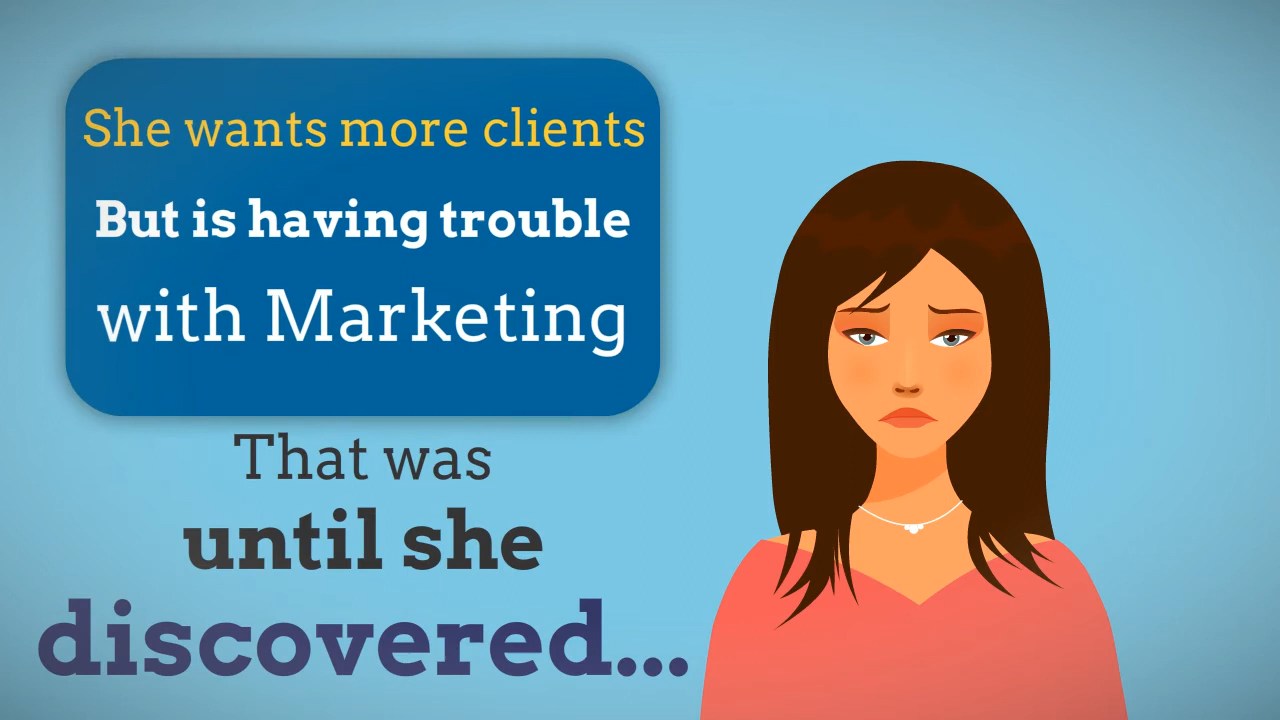 She wants more clients
But is having trouble
with Marketing
That was
until she
discovered...